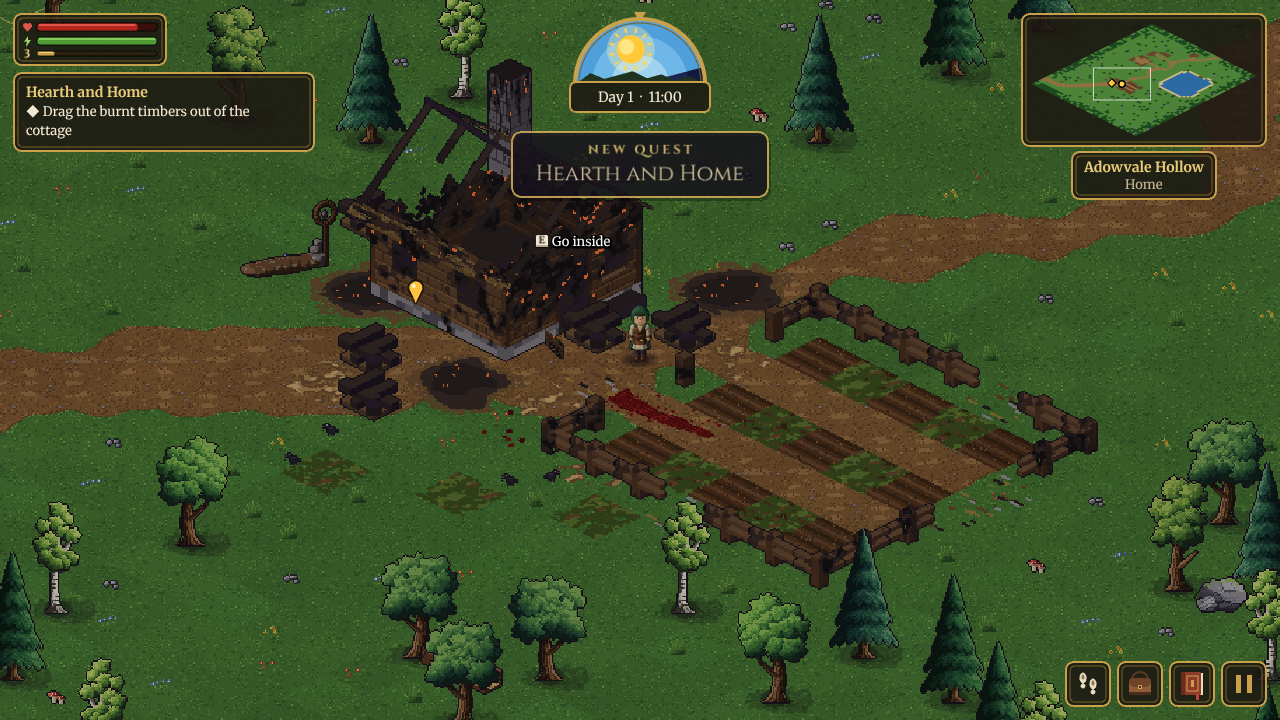 3
Hearth and Home
◆ Drag the burnt timbers out of the
cottage
Day 1 · 11:00
NEW QUEST
HEARTH AND HOME
Adowvale Hollow
Home
E Go inside